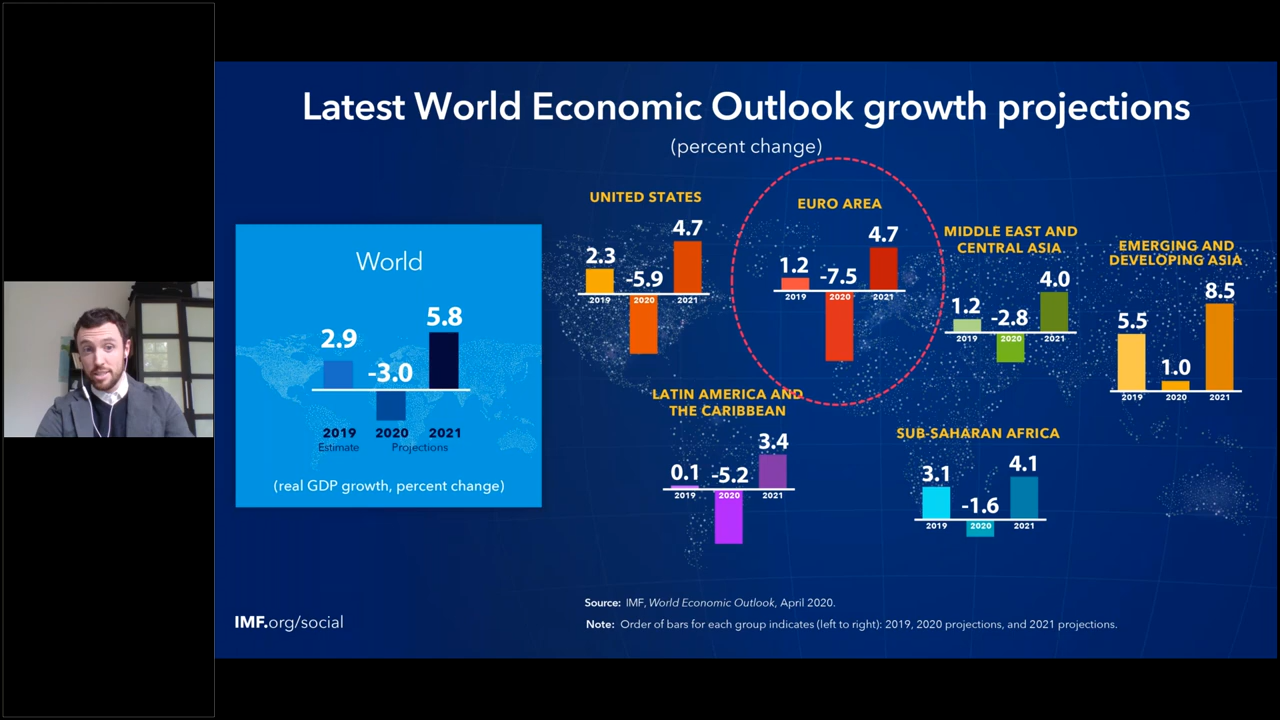 Latest World Economic Outlook growth projections
(percent change)
World
2.9
-3.0
5.8
2019
2020
2021
Estimate
Projections
(real GDP growth, percent change)
UNITED STATES
2.3
-5.9
4.7
2019
2020
2021
EURO AREA
1.2
-7.5
4.7
2019
2020
2021
MIDDLE EAST AND
CENTRAL ASIA
1.2
-2.8
4.0
2019
2020
2021
EMERGING AND
DEVELOPING ASIA
5.5
1.0
8.5
2019
2020
2021
LATIN AMERICA AND
THE CARIBBEAN
0.1
-5.2
3.4
2019
2020
2021
SUB-SAHARAN AFRICA
3.1
-1.6
4.1
2019
2020
2021
Source: IMF, World Economic Outlook, April 2020.
Note: Order of bars for each group indicates (left to right): 2019, 2020 projections, and 2021 projections.
IMF.org/social